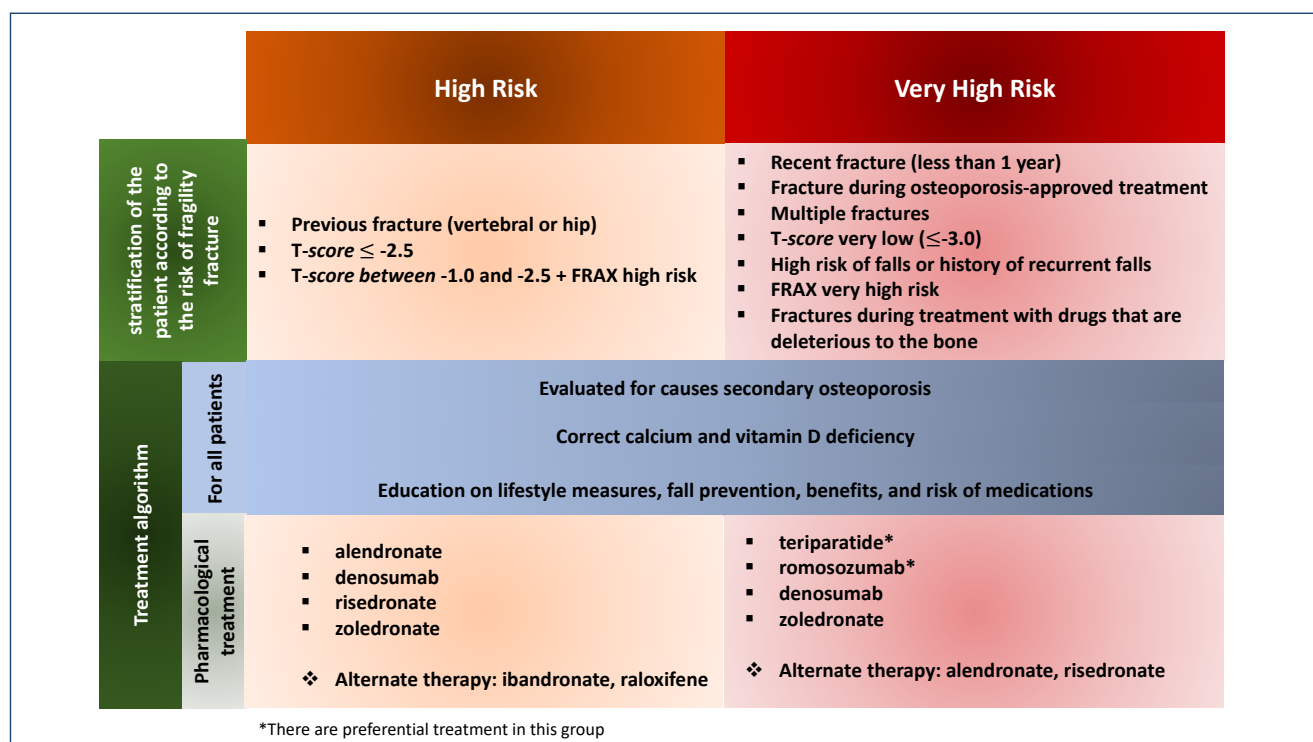 High Risk
Very High Risk
stratification of the
patient according to
the risk of fragility
fracture
▪ Previous fracture (vertebral or hip)
▪ T-score ≤ -2.5
▪ T-score between -1.0 and -2.5 + FRAX high risk
▪ Recent fracture (less than 1 year)
▪ Fracture during osteoporosis-approved treatment
▪ Multiple fractures
▪ T-score very low (≤-3.0)
▪ High risk of falls or history of recurrent falls
▪ FRAX very high risk
▪ Fractures during treatment with drugs that are
deleterious to the bone
Treatment algorithm
For all patients
Evaluated for causes secondary osteoporosis
Correct calcium and vitamin D deficiency
Education on lifestyle measures, fall prevention, benefits, and risk of medications
Pharmacological
treatment
▪ alendronate
▪ denosumab
▪ risedronate
▪ zoledronate
❖ Alternate therapy: ibandronate, raloxifene
▪ teriparatide*
▪ romosozumab*
▪ denosumab
▪ zoledronate
❖ Alternate therapy: alendronate, risedronate
*There are preferential treatment in this group